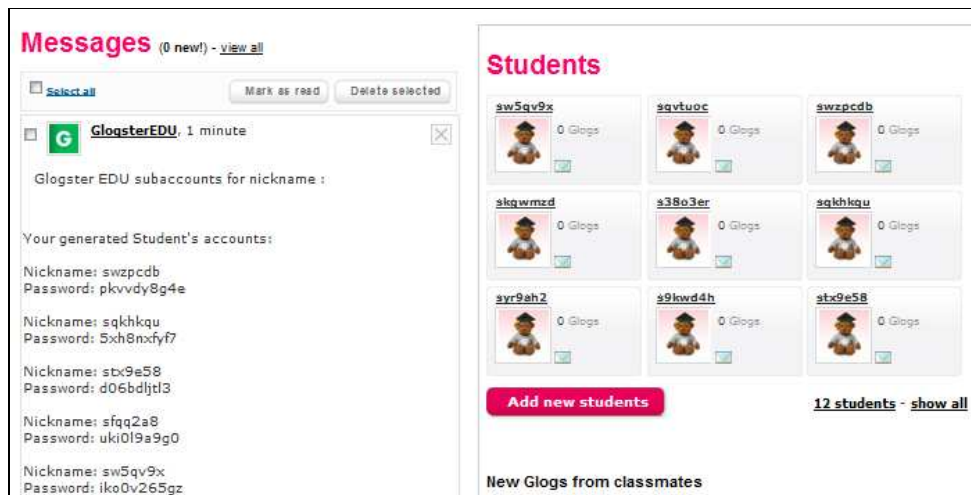 Messages (0 new!) - view all
Select all
Mark as read
Delete selected
GlogsterEDU, 1 minute
Glogster EDU subaccounts for nickname :
Your generated Student's accounts:
Nickname: swzpcdb
Password: pkvvdy8g4e
Nickname: sqkhkqu
Password: 5xh8nxfyf7
Nickname: stx9e58
Password: d06bdljtl3
Nickname: sfqq2a8
Password: uki0l9a9g0
Nickname: sw5qv9x
Password: iko0v265gz
Students
sw5qv9x
0 Glogs
sqvtuoc
0 Glogs
swzpcdb
0 Glogs
skgwmzd
0 Glogs
s38o3er
0 Glogs
sqkhkqu
0 Glogs
syr9ah2
0 Glogs
s9kwd4h
0 Glogs
stx9e58
0 Glogs
Add new students
12 students - show all
New Glogs from classmates